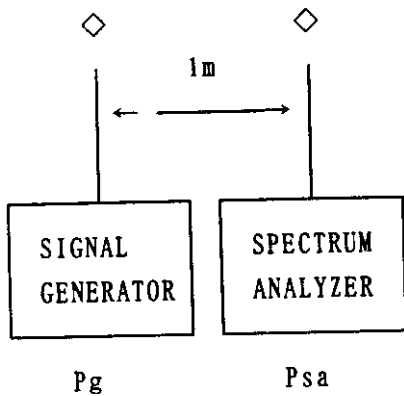 1m
SIGNAL
GENERATOR
SPECTRUM
ANALYZER
Pg
Psa